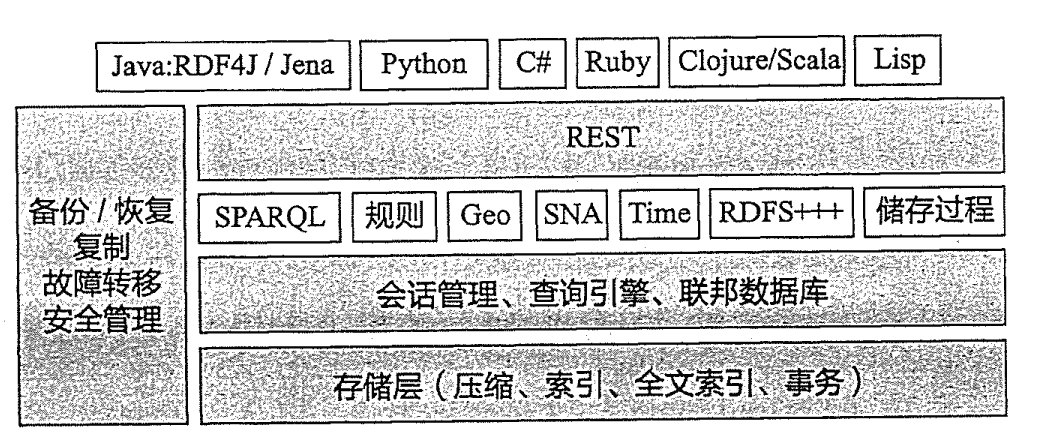 Java:RDF4J / Jena Python C# Ruby Clojure/Scala Lisp
REST
备份 / 恢复
复制
故障转移
安全管理
SPARQL 规则 Geo SNA Time RDFS+++ 储存过程
会话管理、查询引擎、联邦数据库
存储层（压缩、索引、全文索引、事务）